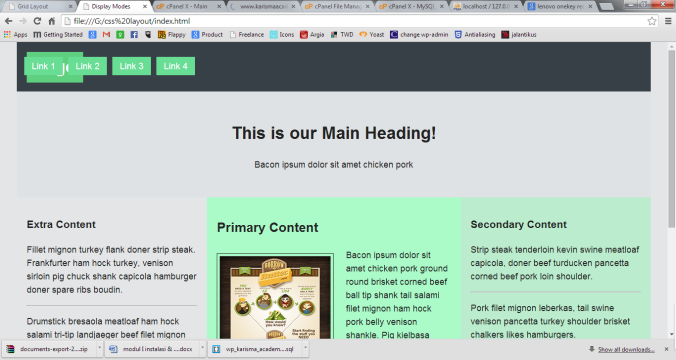 Grid Layout
Display Modes
cPanel X - Main
www.karismaaca
cPanel File Manag
cPanel X - MySQL
localhost / 127.0.0
lenovo onekey re
file:///G:/css%20layout/index.html
Apps
Getting Started
Flappy
Product
Freelance
Icons
Argia
TWD
Yoast
change wp-admin
Antialiasing
jalantikus
Link 1
Link 2
Link 3
Link 4
This is our Main Heading!
Bacon ipsum dolor sit amet chicken pork
Extra Content
Fillet mignon turkey flank doner strip steak.
Frankfurter ham hock turkey, venison
sirloin pig chuck shank capicola hamburger
doner spare ribs boudin.
Drumstick bresaola meatloaf ham hock
salami tri-tip landjaeger beef filet mignon
Primary Content
Bacon ipsum dolor sit
amet chicken pork ground
round brisket corned beef
ball tip shank tail salami
filet mignon ham hock
pork belly venison
shankle. Pig kielbasa
Secondary Content
Strip steak tenderloin kevin swine meatloaf
capicola, doner beef turducken pancetta
corned beef pork loin shoulder.
Pork filet mignon leberkas, tail swine
venison pancetta turkey shoulder brisket
chalkers likes hamburgers.
documents-export-2....zip
modul I instalasi & ....docx
wp_karisma_academ....sql
Show all downloads...